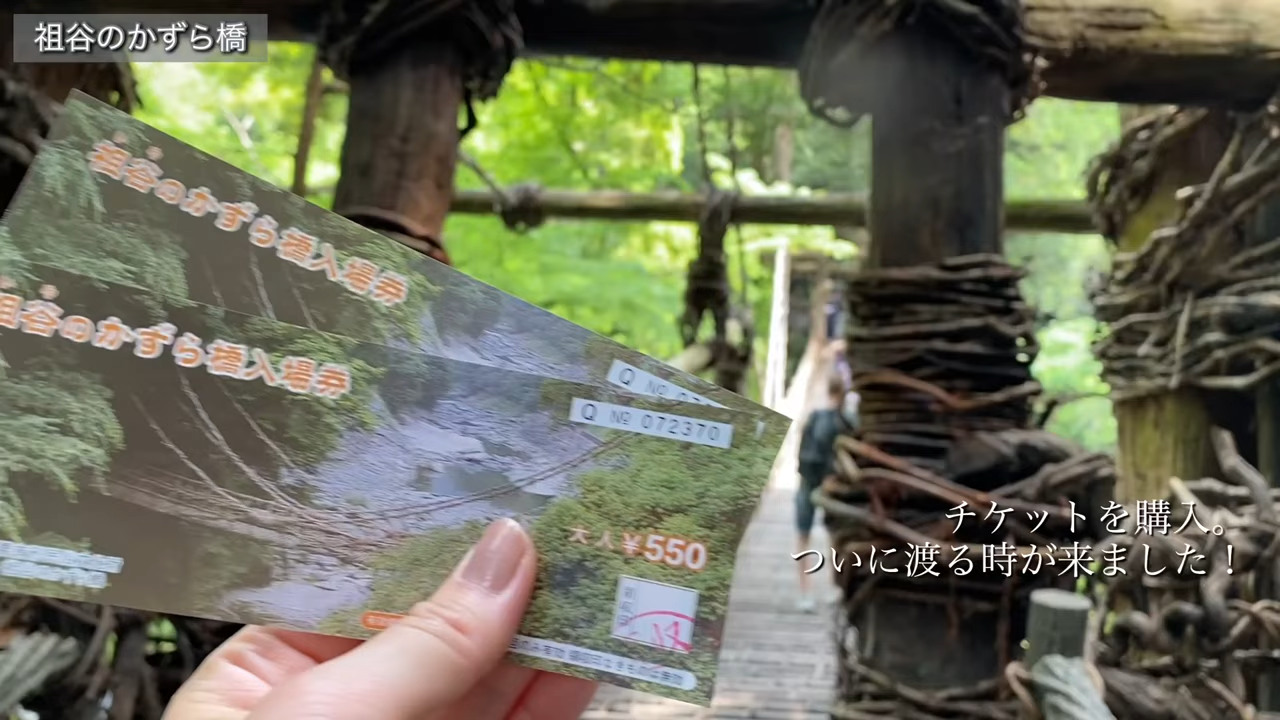 祖谷のかずら橋
祖谷のかずら橋入場券
祖谷のかずら橋入場券
Q No
Q No 072370
大人¥550
チケットを購入。
ついに渡る時が来ました！